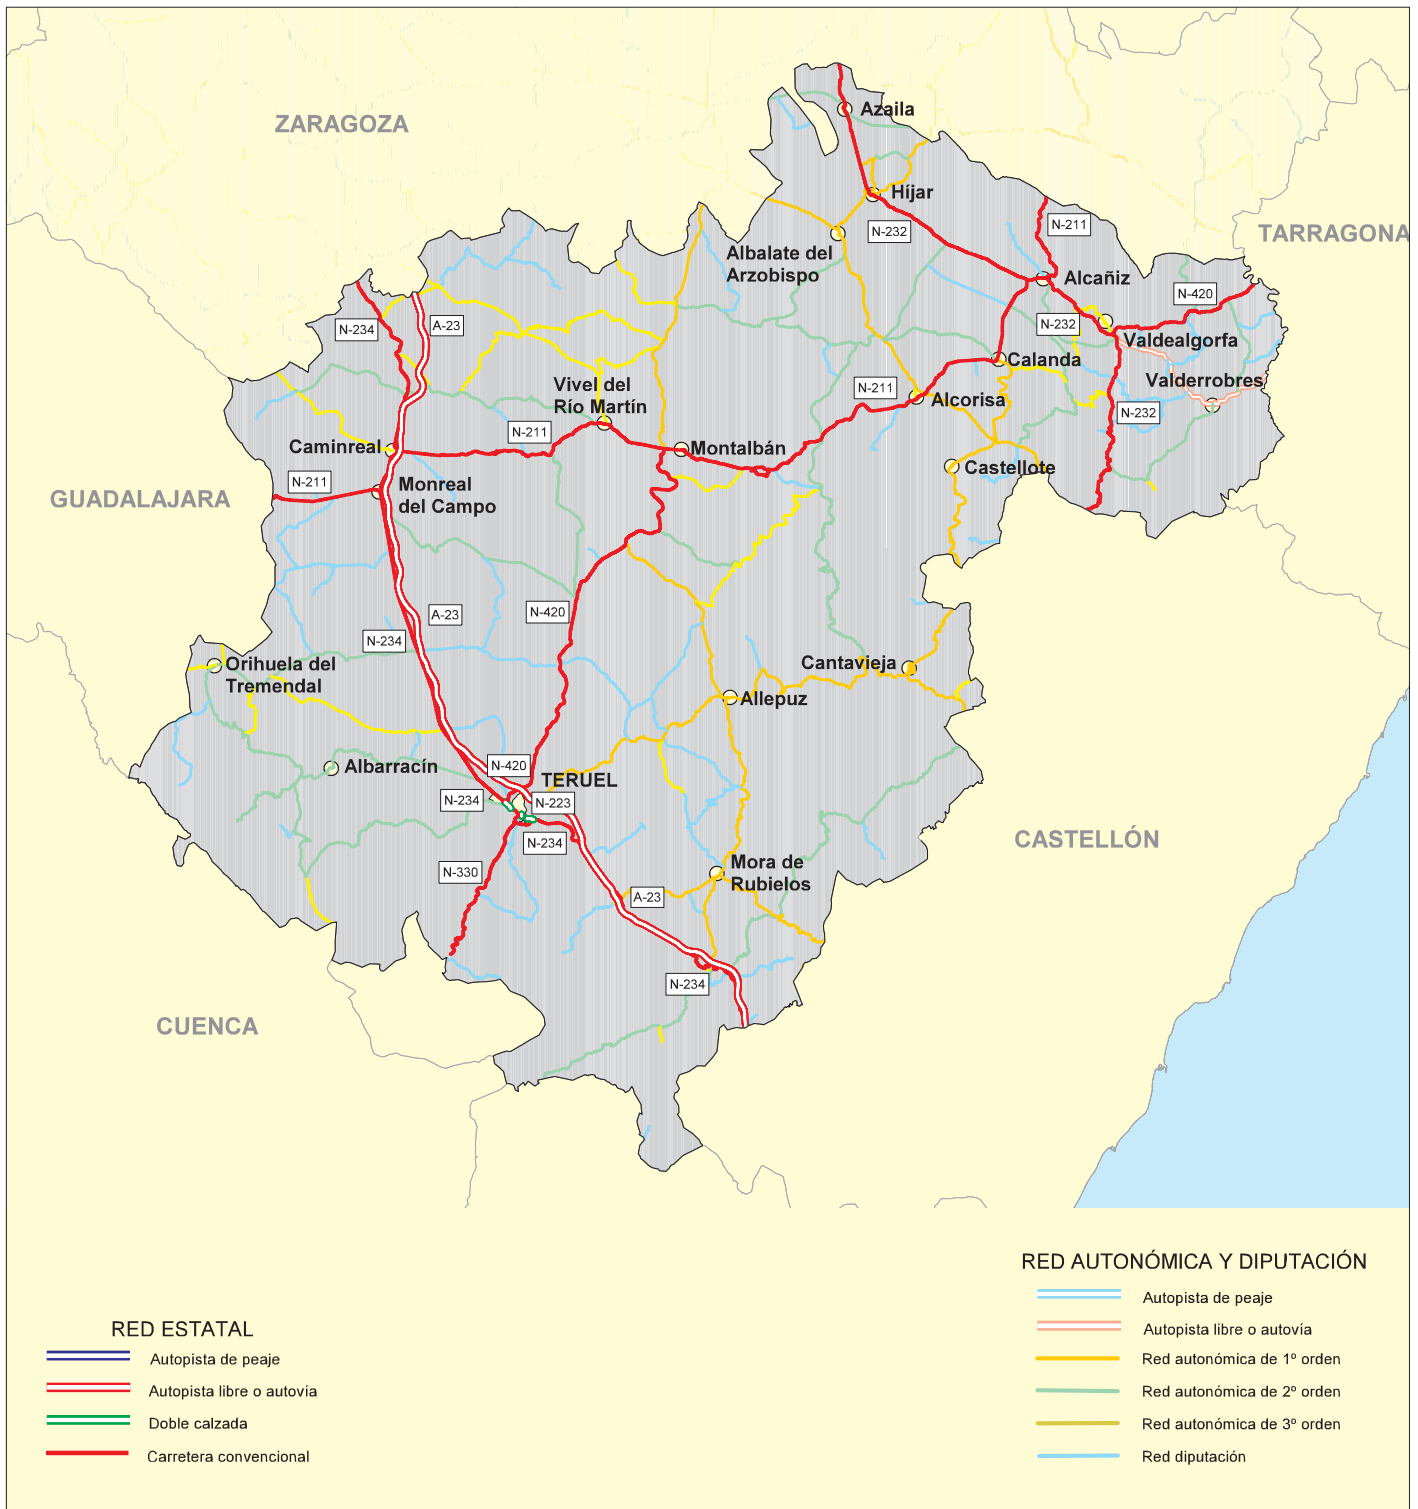 ZARAGOZA
Azaila
Híjar
N-232
N-211
TARRAGONA
Albalate del
Arzobispo
Alcañiz
N-420
N-234
A-23
N-232
Valdealgorfa
Calanda
Valderrobres
Vivel del
Río Martín
N-211
Alcorisa
N-232
N-211
Caminreal
Montalbán
Castellote
N-211
Monreal
del Campo
GUADALAJARA
A-23
N-420
N-234
Orihuela del
Tremendal
Cantavieja
Allepuz
Albarracín
N-420
TERUEL
N-234
N-223
N-234
CASTELLÓN
N-330
Mora de
Rubielos
A-23
N-234
CUENCA
RED ESTATAL
Autopista de peaje
Autopista libre o autovía
Doble calzada
Carretera convencional
RED AUTONÓMICA Y DIPUTACIÓN
Autopista de peaje
Autopista libre o autovía
Red autonómica de 1º orden
Red autonómica de 2º orden
Red autonómica de 3º orden
Red diputación